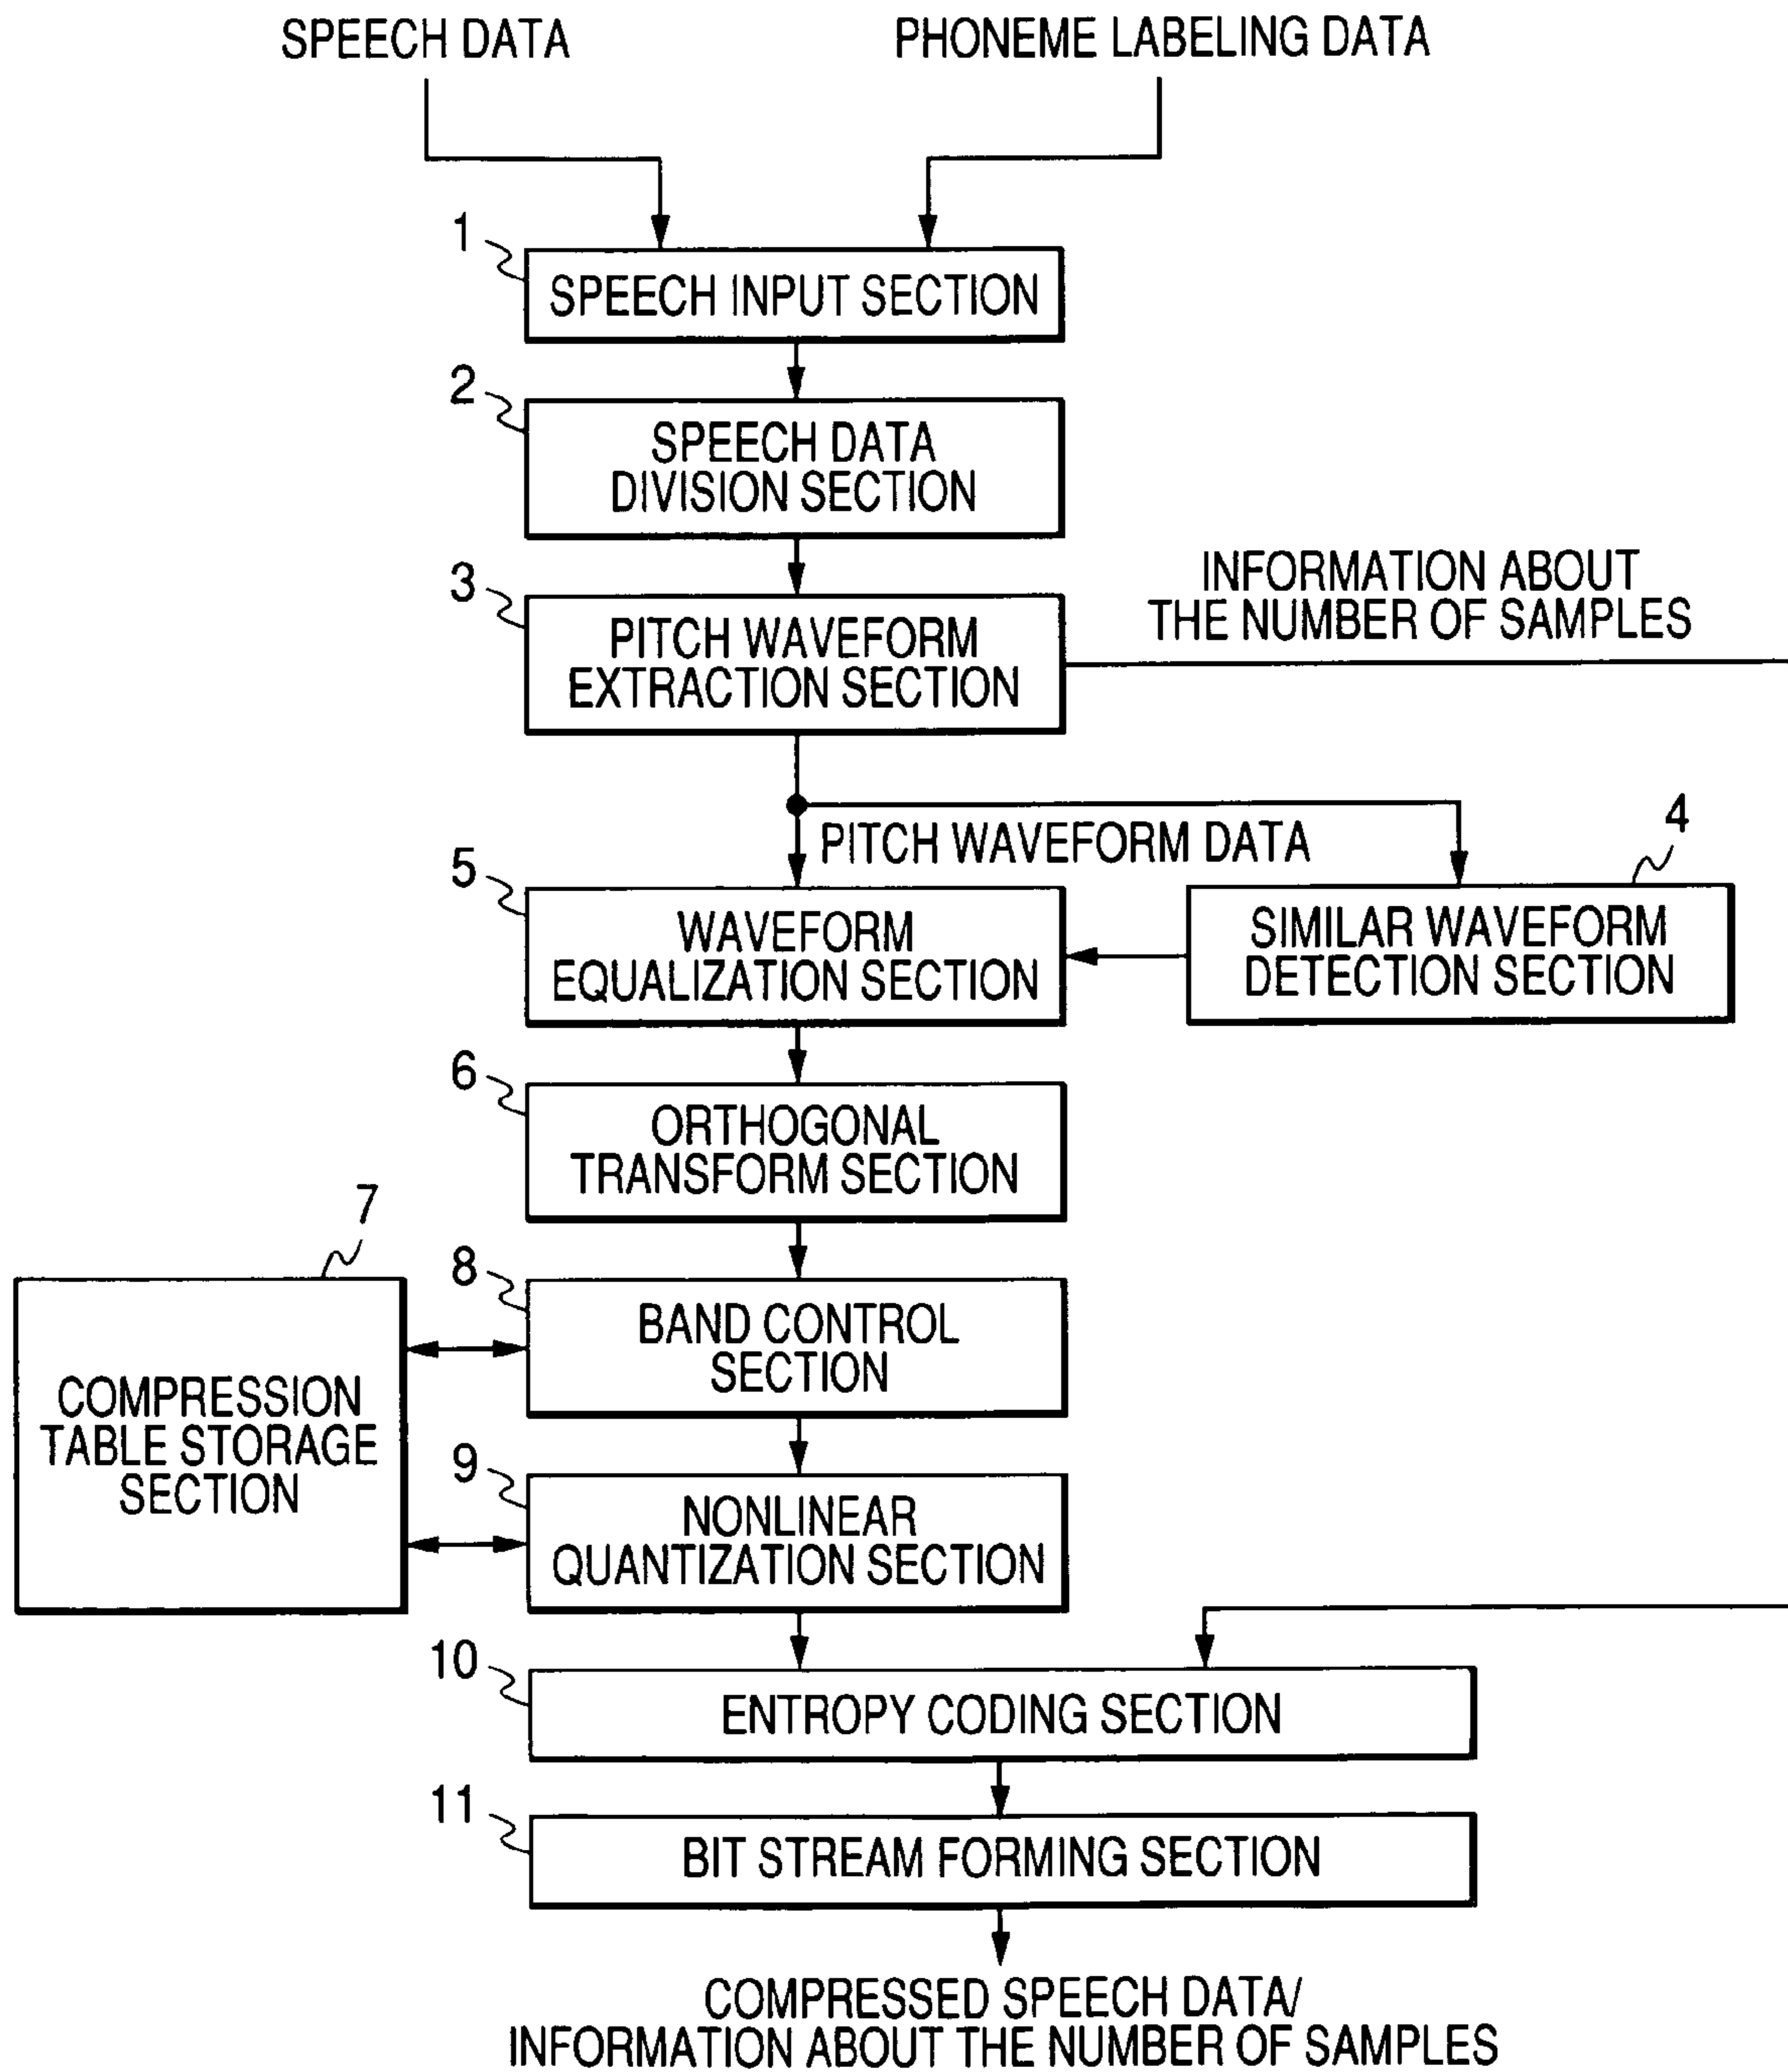 SPEECH DATA
PHONEME LABELING DATA
1
SPEECH INPUT SECTION
2
SPEECH DATA
DIVISION SECTION
3
PITCH WAVEFORM
EXTRACTION SECTION
INFORMATION ABOUT
THE NUMBER OF SAMPLES
PITCH WAVEFORM DATA
4
SIMILAR WAVEFORM
DETECTION SECTION
5
WAVEFORM
EQUALIZATION SECTION
6
ORTHOGONAL
TRANSFORM SECTION
7
COMPRESSION
TABLE STORAGE
SECTION
8
BAND CONTROL
SECTION
9
NONLINEAR
QUANTIZATION SECTION
10
ENTROPY CODING SECTION
11
BIT STREAM FORMING SECTION
COMPRESSED SPEECH DATA/
INFORMATION ABOUT THE NUMBER OF SAMPLES